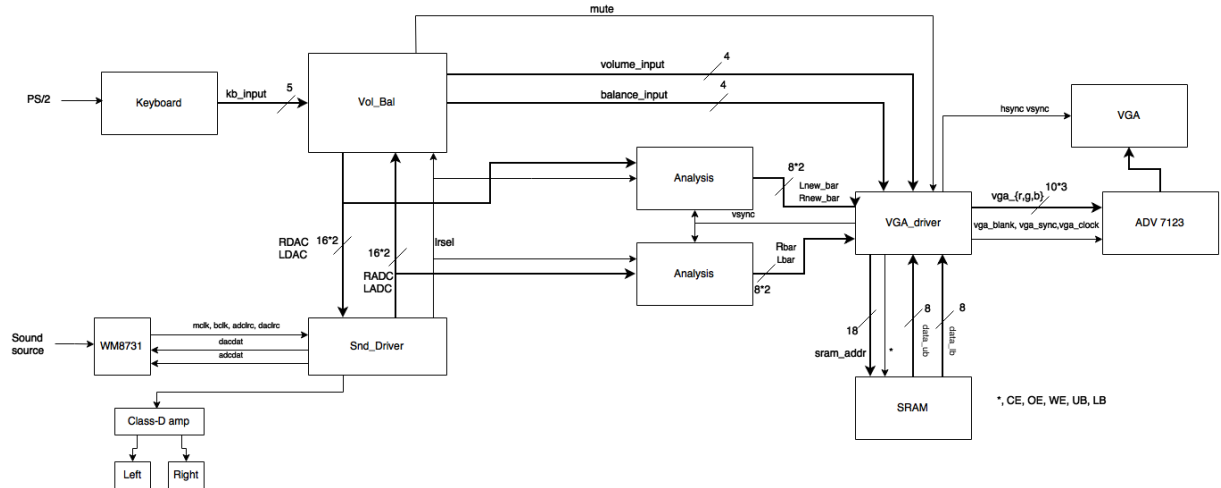 mute
PS/2
Keyboard
kb_input
5
Vol_Bal
volume_input
4
balance_input
4
hsync vsync
VGA
Analysis
8*2
Lnew_bar
Rnew_bar
vsync
VGA_driver
vga_{r,g,b}
10*3
vga_blank, vga_sync,vga_clock
ADV 7123
RDAC
LDAC
16*2
16*2
RADC
LADC
lrsel
Analysis
Rbar
Lbar
8*2
Sound
source
WM8731
mclk, bclk, adclrc, daclrc
dacdat
adcdat
Snd_Driver
18
sram_addr
*
8
data_ub
8
data_lb
SRAM
*, CE, OE, WE, UB, LB
Class-D amp
Left
Right